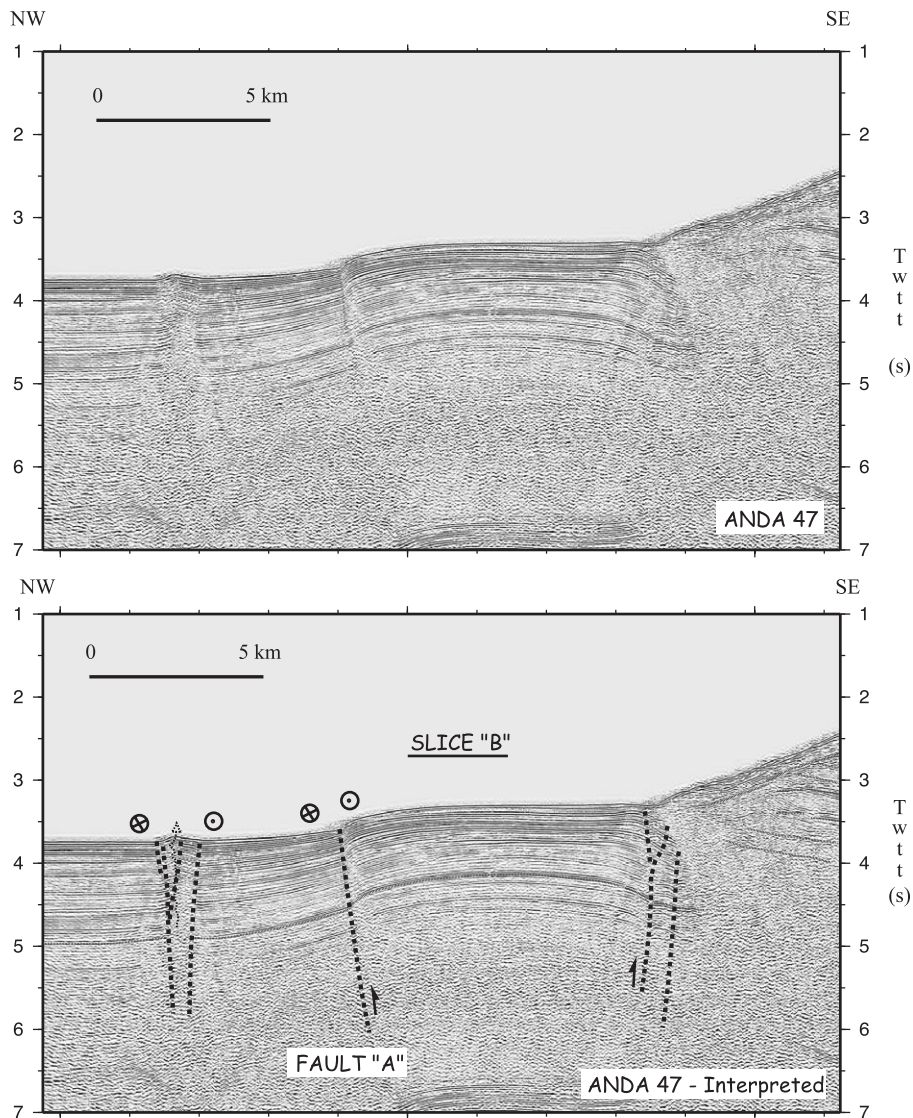 NW SE
1 1
0 5 km
2 2
3 3
T
w
t
t
4 4
(s)
5 5
6 6
ANDA 47
7 7
NW SE
1 1
0 5 km
2 2
SLICE "B"
3 3
T
w
t
t
4 4
(s)
5 5
6 6
FAULT "A"
ANDA 47 - Interpreted
7 7